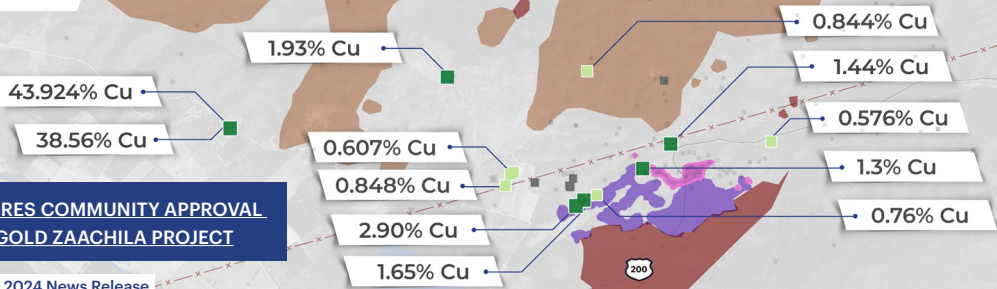 0.844% Cu
1.93% Cu
1.44% Cu
43.924% Cu
0.576% Cu
38.56% Cu
0.607% Cu
1.3% Cu
0.848% Cu
RES COMMUNITY APPROVAL
0.76% Cu
2.90% Cu
GOLD ZAACHILA PROJECT
1.65% Cu
200
2024 News Release